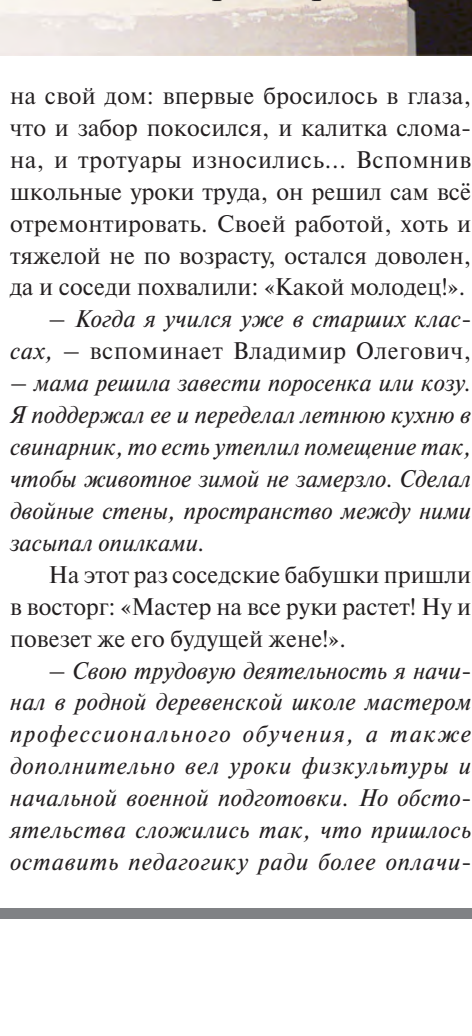 на свой дом: впервые бросилось в глаза,
что и забор покосился, и калитка слома-
на, и тротуары износились... Вспомнив
школьные уроки труда, он решил сам всё
отремонтировать. Своей работой, хоть и
тяжелой не по возрасту, остался доволен,
да и соседи похвалили: «Какой молодец!».
– Когда я учился уже в старших клас-
сах, – вспоминает Владимир Олегович,
– мама решила завести поросенка или козу.
Я поддержал ее и переделал летнюю кухню в
свинарник, то есть утеплил помещение так,
чтобы животное зимой не замерзло. Сделал
двойные стены, пространство между ними
засыпал опилками.
На этот раз соседские бабушки пришли
в восторг: «Мастер на все руки растет! Ну и
повезет же его будущей жене!».
– Свою трудовую деятельность я начи-
нал в родной деревенской школе мастером
профессионального обучения, а также
дополнительно вел уроки физкультуры и
начальной военной подготовки. Но обсто-
ятельства сложились так, что пришлось
оставить педагогику ради более оплачи-